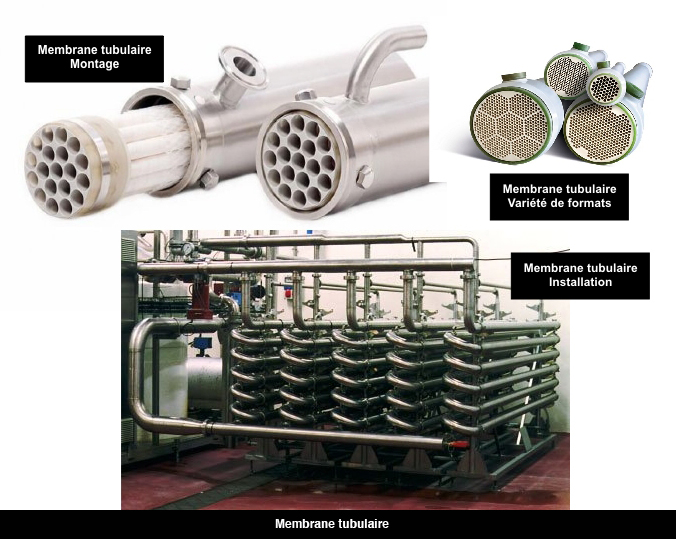 Membrane tubulaire
Montage
Membrane tubulaire
Variété de formats
Membrane tubulaire
Installation
Membrane tubulaire